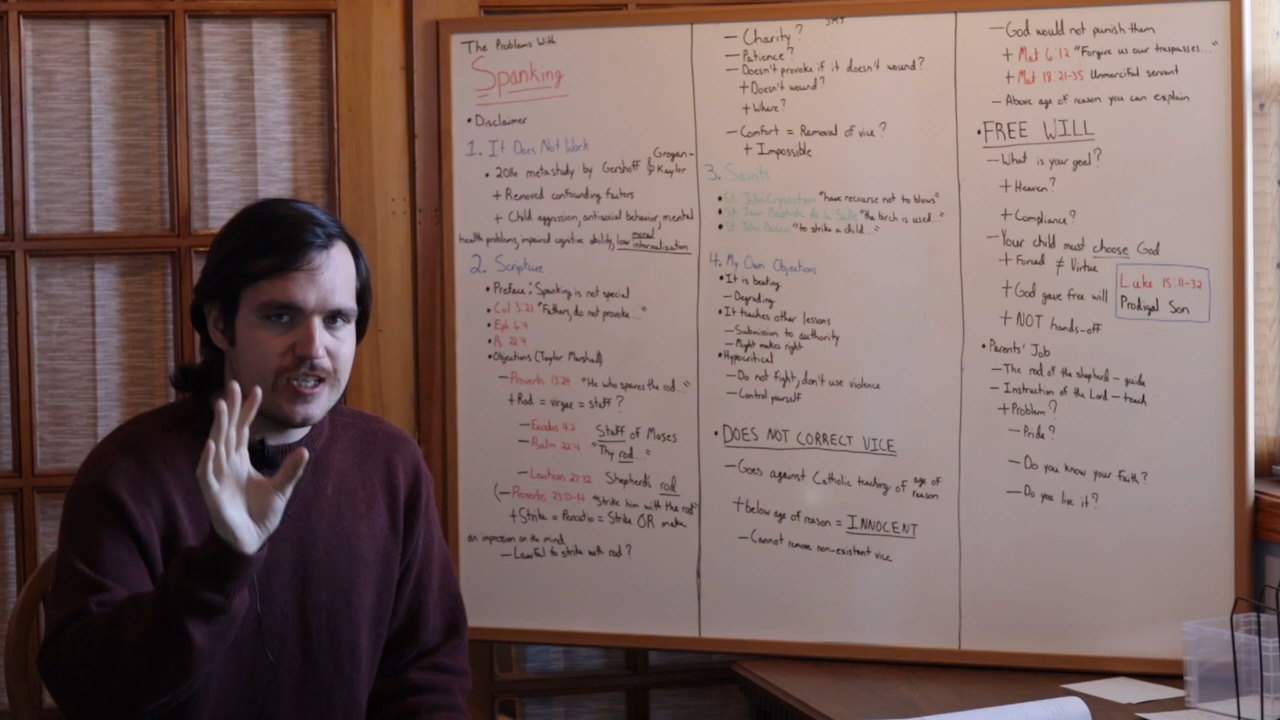 The Problems With
Spanking
• Disclaimer
1. It Does Not Work
• 2016 metastudy by Gershoff & Grogan-
Kaylor
+ Removed confounding factors
+ Child aggression, antisocial behavior, mental
health problems, impaired cognitive ability, low moral
internalization
2. Scripture
• Preface: Spanking is not special
• Col 3:21 "Fathers, do not provoke..."
• Eph 6:4
• Ps 22:4
• Objections (Taylor Marshall)
— Proverbs 13:24 "He who spares the rod..."
+ Rod = virgae = staff?
— Exodus 4:2 Staff of Moses
— Psalm 22:4 "Thy rod"
— Leviticus 27:32 Shepherd's rod
(— Proverbs 23:13-14 "Strike him with the rod"
+ Strike = Percutio = Strike OR make
an impression on the mind
— Lawful to strike with rod?
— Charity?
— Patience?
— Doesn't provoke if it doesn't wound?
+ Doesn't wound?
+ Where?
— Comfort = Removal of vice?
+ Impossible
3. Saints
• St. John Crysostom "have recourse not to blows"
• St. Jean Baptiste de la Salle "the birch is used..."
• St. John Bosco "to strike a child..."
4. My Own Objections
• It is beating
— Degrading
• It teaches other lessons
— Submission to authority
— Might makes right
• Hypocritical
— Do not fight, don't use violence
— Control yourself
• DOES NOT CORRECT VICE
— Goes against Catholic teaching of age of
reason
+ below age of reason = INNOCENT
— Cannot remove non-existent vice
— God would not punish them
+ Mat 6:12 "Forgive us our trespasses..."
+ Mat 18:21-35 Unmerciful servant
— Above age of reason you can explain
• FREE WILL
— What is your goal?
+ Heaven?
+ Compliance?
— Your child must choose God
+ Forced ≠ Virtue
+ God gave free will
+ NOT hands-off
Luke 15:11-32
Prodigal Son
• Parents' Job
— The rod of the shepherd — guide
— Instruction of the Lord — teach
+ Problem?
— Pride?
— Do you know your Faith?
— Do you live it?